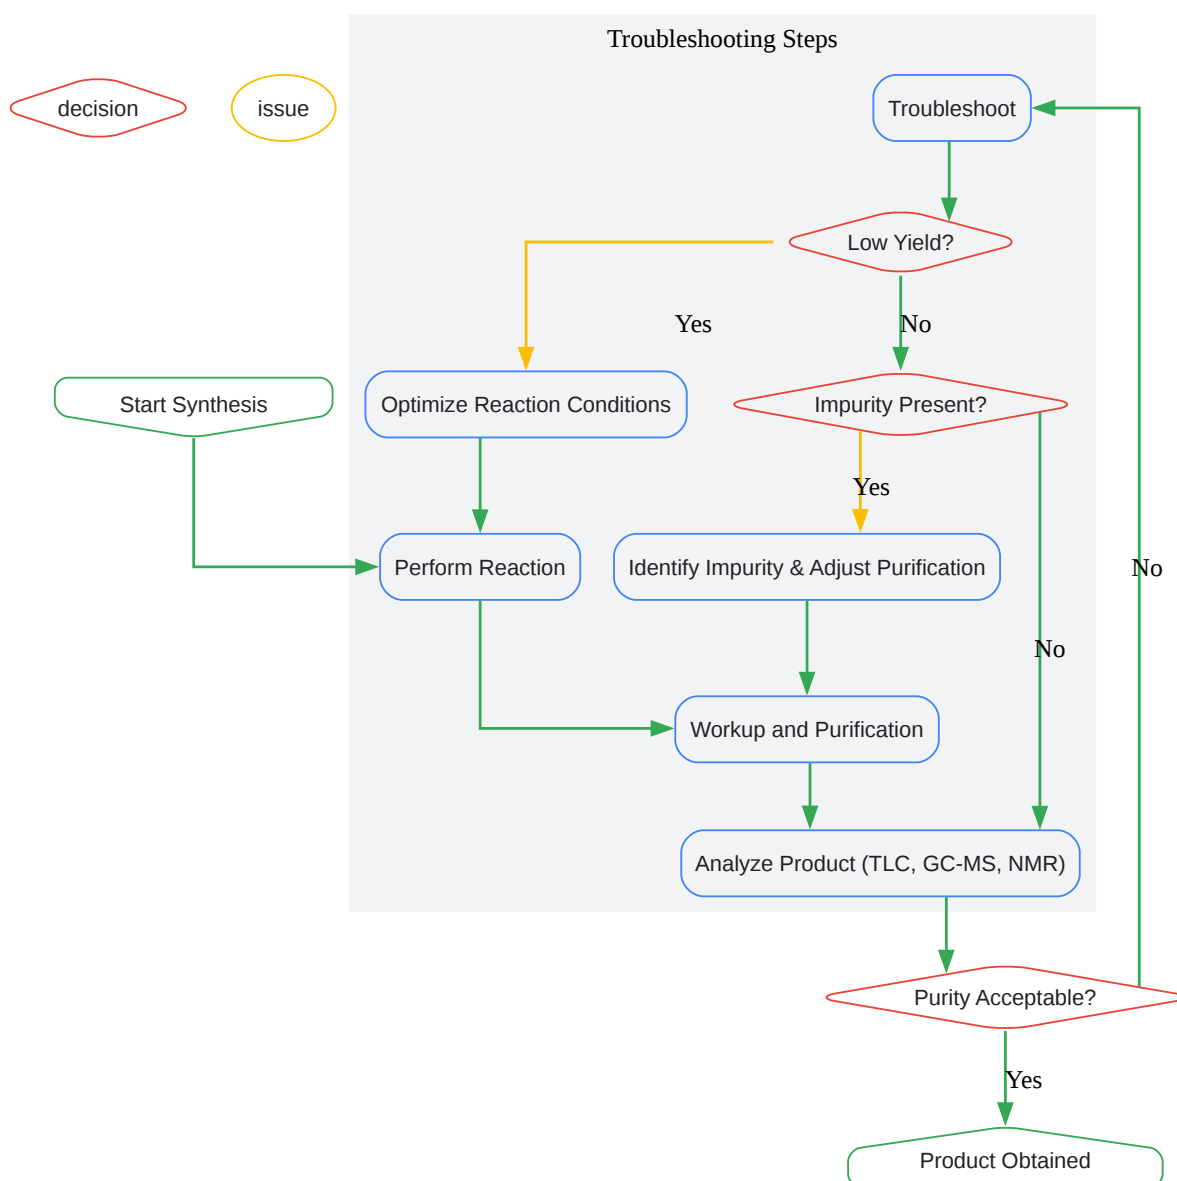 Troubleshooting Steps
decision
issue
Troubleshoot
Low Yield?
Yes
No
Start Synthesis
Optimize Reaction Conditions
Impurity Present?
Yes
Perform Reaction
Identify Impurity & Adjust Purification
No
No
Workup and Purification
Analyze Product (TLC, GC-MS, NMR)
Purity Acceptable?
Yes
Product Obtained